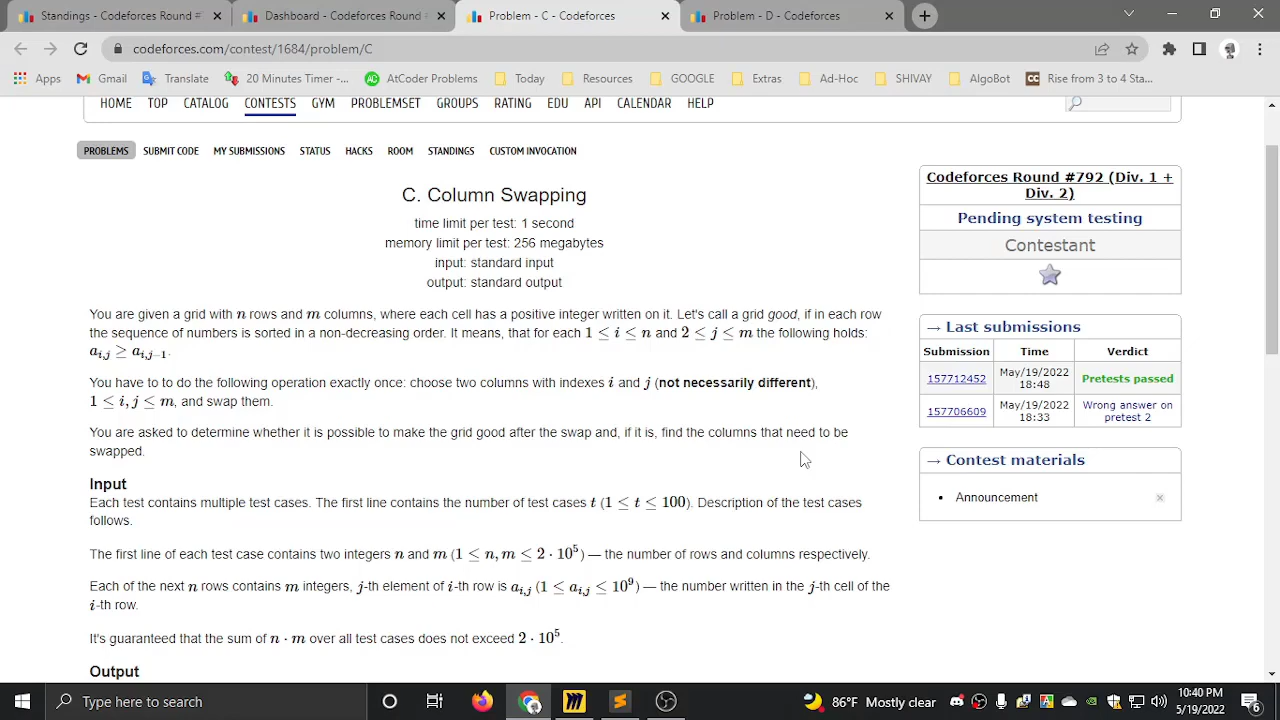 Standings - Codeforces Round #
Dashboard - Codeforces Round #
Problem - C - Codeforces
Problem - D - Codeforces
codeforces.com/contest/1684/problem/C
Apps
Gmail
Translate
20 Minutes Timer -...
AtCoder Problems
Today
Resources
GOOGLE
Extras
Ad-Hoc
SHIVAY
AlgoBot
Rise from 3 to 4 Sta...
HOME TOP CATALOG CONTESTS GYM PROBLEMSET GROUPS RATING EDU API CALENDAR HELP
PROBLEMS SUBMIT CODE MY SUBMISSIONS STATUS HACKS ROOM STANDINGS CUSTOM INVOCATION
C. Column Swapping
time limit per test: 1 second
memory limit per test: 256 megabytes
input: standard input
output: standard output
You are given a grid with n rows and m columns, where each cell has a positive integer written on it. Let's call a grid good, if in each row
the sequence of numbers is sorted in a non-decreasing order. It means, that for each 1 ≤ i ≤ n and 2 ≤ j ≤ m the following holds:
a_{i,j} ≥ a_{i,j−1}.
You have to to do the following operation exactly once: choose two columns with indexes i and j (not necessarily different),
1 ≤ i, j ≤ m, and swap them.
You are asked to determine whether it is possible to make the grid good after the swap and, if it is, find the columns that need to be
swapped.
Input
Each test contains multiple test cases. The first line contains the number of test cases t (1 ≤ t ≤ 100). Description of the test cases
follows.
The first line of each test case contains two integers n and m (1 ≤ n, m ≤ 2 · 10^5) — the number of rows and columns respectively.
Each of the next n rows contains m integers, j-th element of i-th row is a_{i,j} (1 ≤ a_{i,j} ≤ 10^9) — the number written in the j-th cell of the
i-th row.
It's guaranteed that the sum of n · m over all test cases does not exceed 2 · 10^5.
Output
Codeforces Round #792 (Div. 1 +
Div. 2)
Pending system testing
Contestant
→ Last submissions
Submission Time Verdict
157712452 May/19/2022 18:48 Pretests passed
157706609 May/19/2022 18:33 Wrong answer on pretest 2
→ Contest materials
Announcement
Type here to search
86°F Mostly clear
10:40 PM
5/19/2022
6